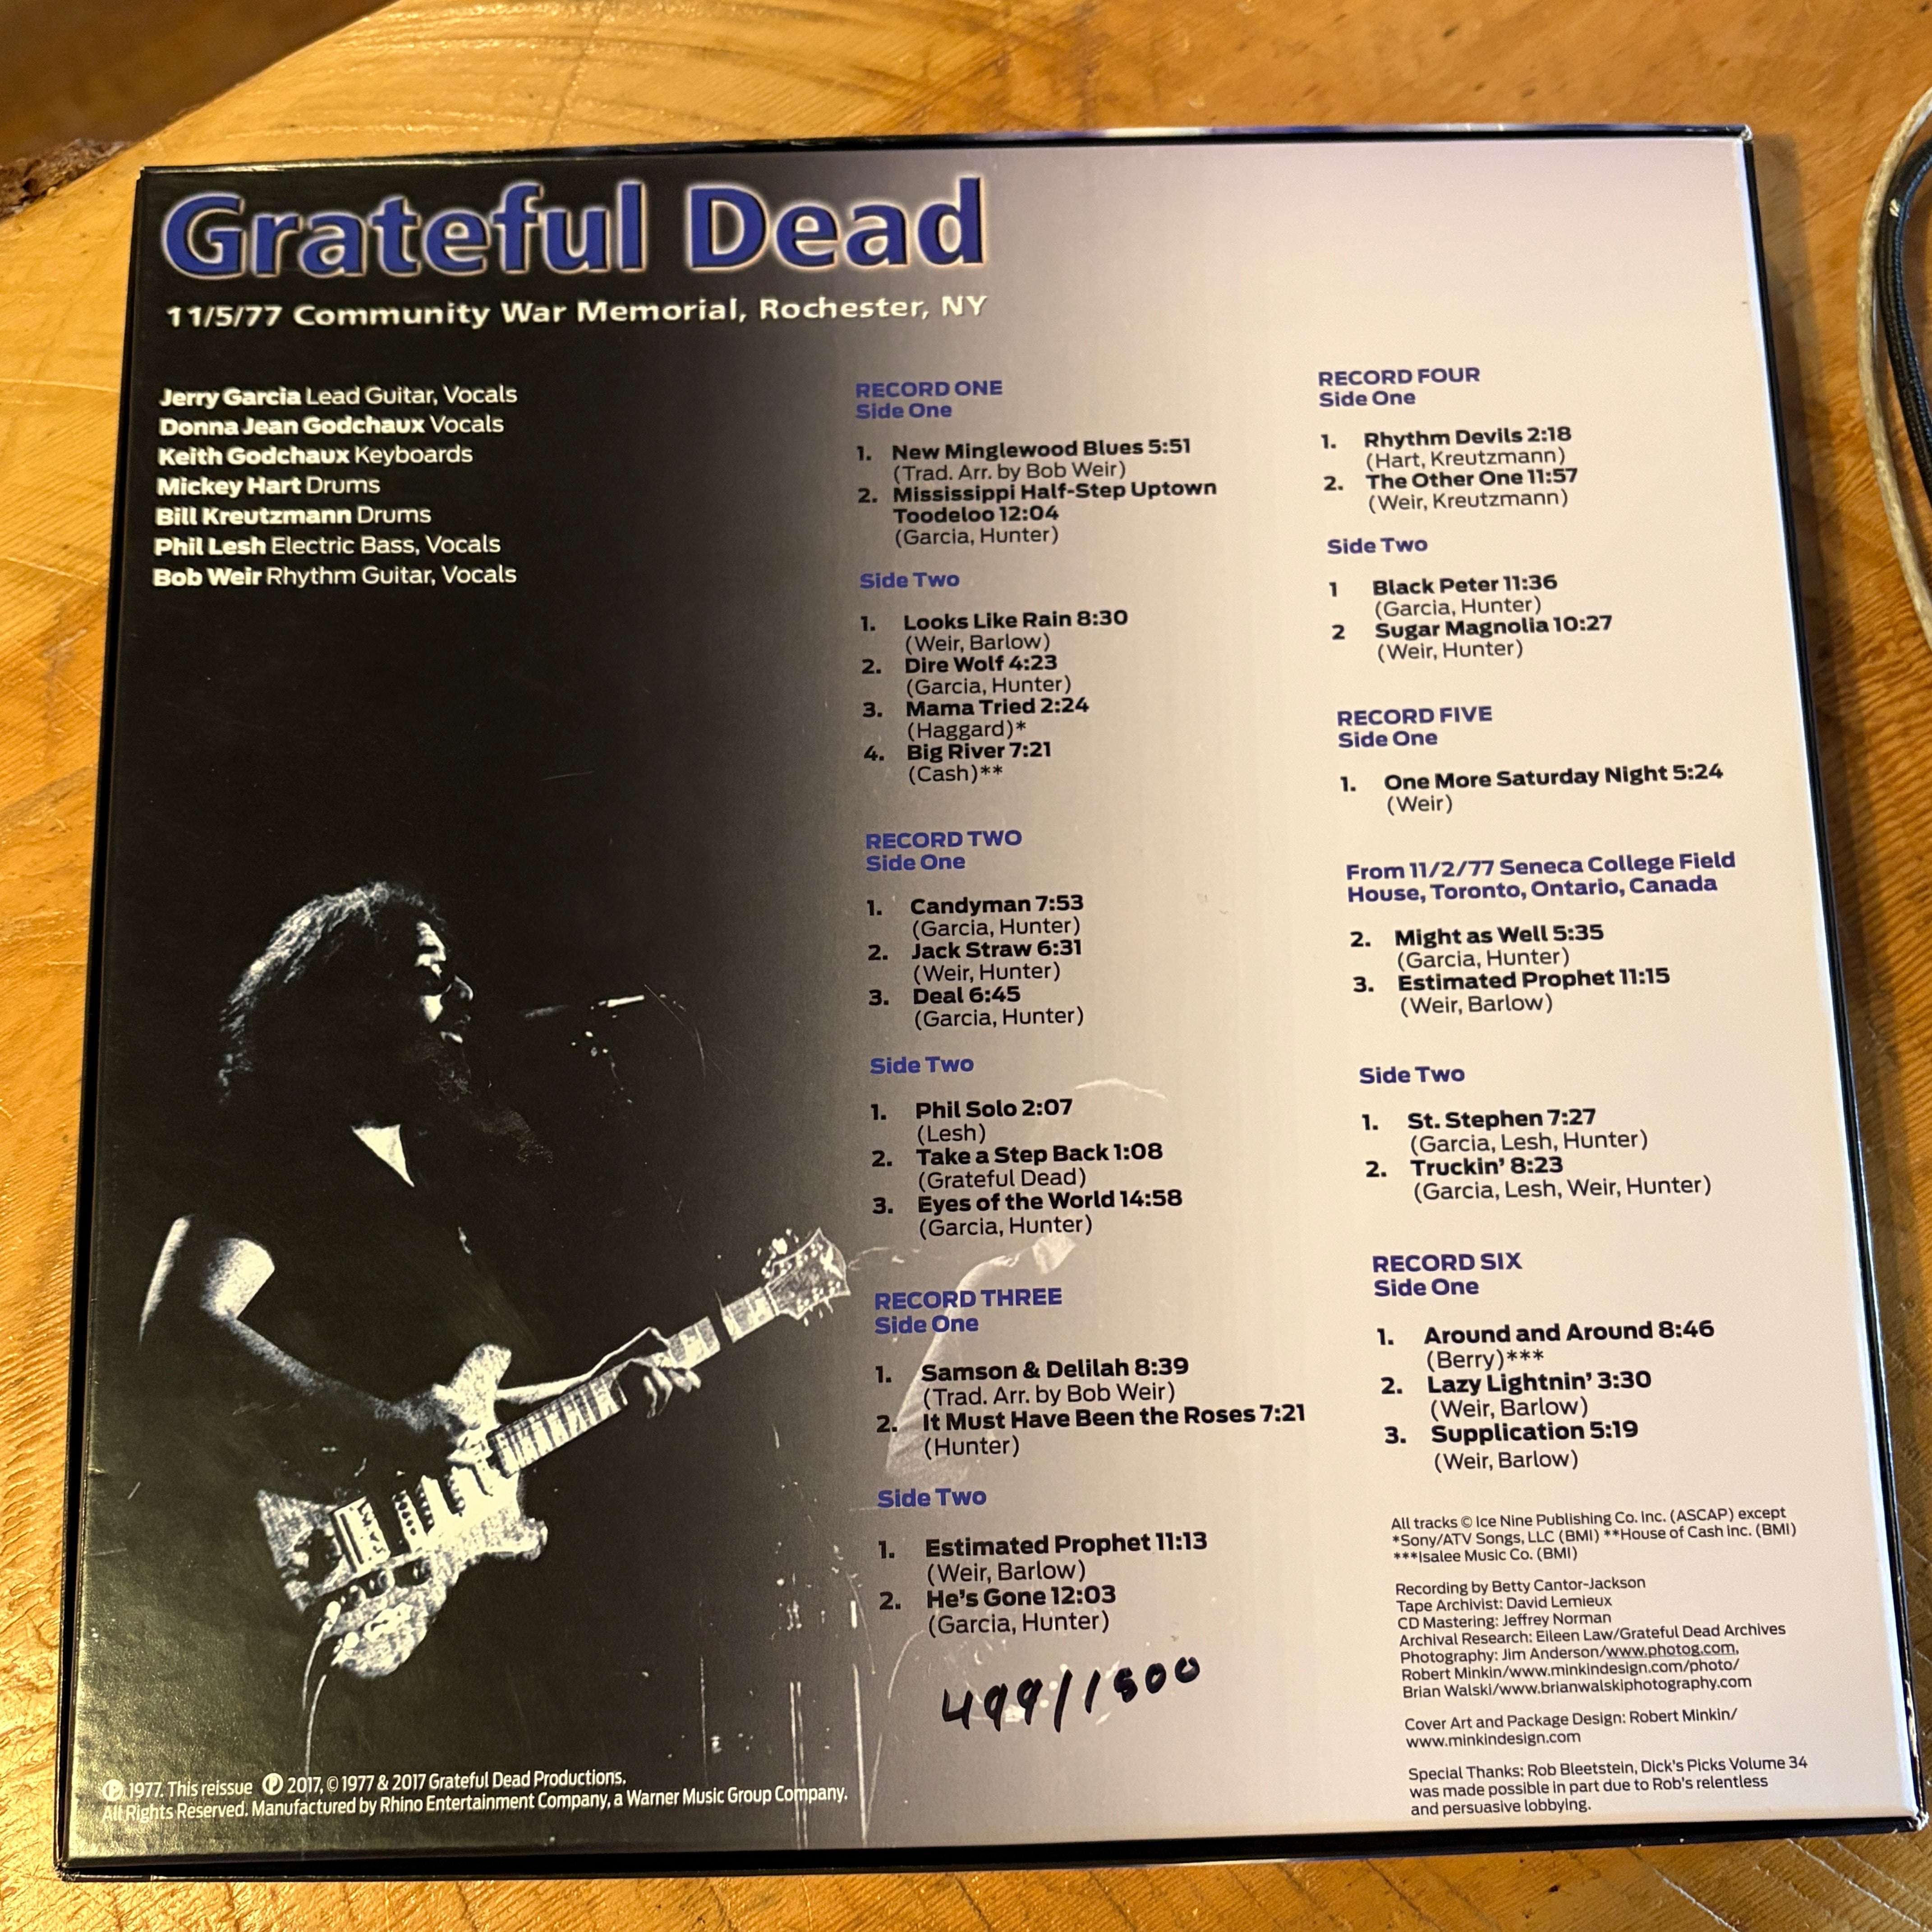 Grateful Dead
11/5/77 Community War Memorial, Rochester, NY
Jerry Garcia Lead Guitar, Vocals
Donna Jean Godchaux Vocals
Keith Godchaux Keyboards
Mickey Hart Drums
Bill Kreutzmann Drums
Phil Lesh Electric Bass, Vocals
Bob Weir Rhythm Guitar, Vocals
RECORD ONE
Side One
1. New Minglewood Blues 5:51
(Trad. Arr. by Bob Weir)
2. Mississippi Half-Step Uptown
Toodeloo 12:04
(Garcia, Hunter)
Side Two
1. Looks Like Rain 8:30
(Weir, Barlow)
2. Dire Wolf 4:23
(Garcia, Hunter)
3. Mama Tried 2:24
(Haggard)*
4. Big River 7:21
(Cash)**
RECORD TWO
Side One
1. Candyman 7:53
(Garcia, Hunter)
2. Jack Straw 6:31
(Weir, Hunter)
3. Deal 6:45
(Garcia, Hunter)
Side Two
1. Phil Solo 2:07
(Lesh)
2. Take a Step Back 1:08
(Grateful Dead)
3. Eyes of the World 14:58
(Garcia, Hunter)
RECORD THREE
Side One
1. Samson & Delilah 8:39
(Trad. Arr. by Bob Weir)
2. It Must Have Been the Roses 7:21
(Hunter)
Side Two
1. Estimated Prophet 11:13
(Weir, Barlow)
2. He's Gone 12:03
(Garcia, Hunter)
499/1500
RECORD FOUR
Side One
1. Rhythm Devils 2:18
(Hart, Kreutzmann)
2. The Other One 11:57
(Weir, Kreutzmann)
Side Two
1 Black Peter 11:36
(Garcia, Hunter)
2 Sugar Magnolia 10:27
(Weir, Hunter)
RECORD FIVE
Side One
1. One More Saturday Night 5:24
(Weir)
From 11/2/77 Seneca College Field
House, Toronto, Ontario, Canada
2. Might as Well 5:35
(Garcia, Hunter)
3. Estimated Prophet 11:15
(Weir, Barlow)
Side Two
1. St. Stephen 7:27
(Garcia, Lesh, Hunter)
2. Truckin' 8:23
(Garcia, Lesh, Weir, Hunter)
RECORD SIX
Side One
1. Around and Around 8:46
(Berry)***
2. Lazy Lightnin' 3:30
(Weir, Barlow)
3. Supplication 5:19
(Weir, Barlow)
All tracks © Ice Nine Publishing Co. Inc. (ASCAP) except
*Sony/ATV Songs, LLC (BMI) **House of Cash inc. (BMI)
***Isalee Music Co. (BMI)
Recording by Betty Cantor-Jackson
Tape Archivist: David Lemieux
CD Mastering: Jeffrey Norman
Archival Research: Eileen Law/Grateful Dead Archives
Photography: Jim Anderson/www.photog.com,
Robert Minkin/www.minkindesign.com/photo/
Brian Walski/www.brianwalskiphotography.com
Cover Art and Package Design: Robert Minkin/
www.minkindesign.com
Special Thanks: Rob Bleetstein, Dick's Picks Volume 34
was made possible in part due to Rob's relentless
and persuasive lobbying.
℗ 1977. This reissue ℗ 2017, © 1977 & 2017 Grateful Dead Productions.
All Rights Reserved. Manufactured by Rhino Entertainment Company, a Warner Music Group Company.